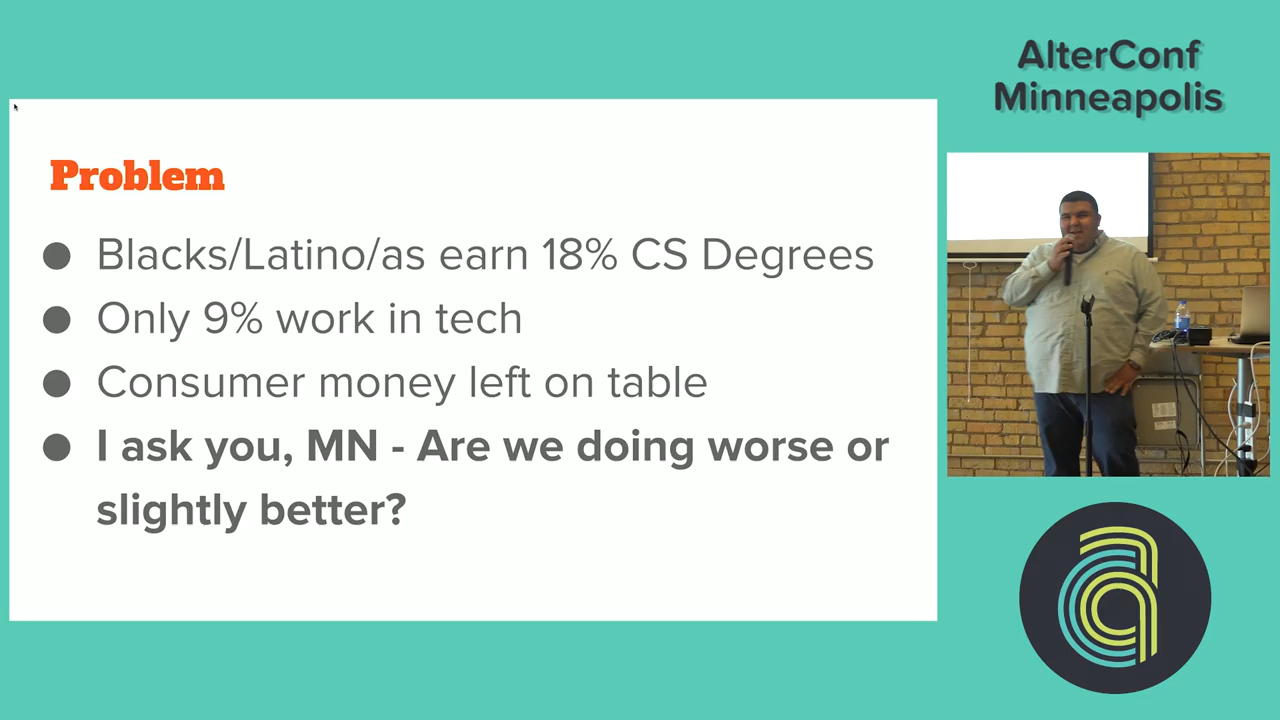 AlterConf
Minneapolis
Problem
● Blacks/Latino/as earn 18% CS Degrees
● Only 9% work in tech
● Consumer money left on table
● I ask you, MN - Are we doing worse or
slightly better?